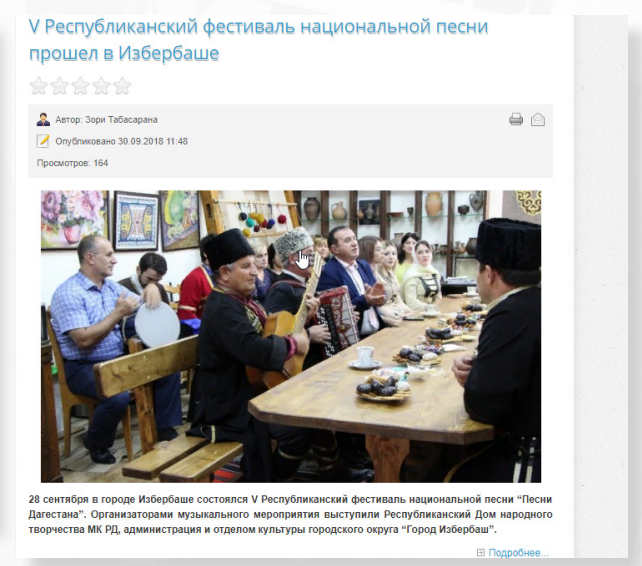 V Республиканский фестиваль национальной песни
прошел в Избербаше
Автор: Зори Табасарана
Опубликовано 30.09.2018 11:48
Просмотров: 164
28 сентября в городе Избербаше состоялся V Республиканский фестиваль национальной песни “Песни
Дагестана”. Организаторами музыкального мероприятия выступили Республиканский Дом народного
творчества МК РД, администрация и отделом культуры городского округа “Город Избербаш”.
Подробнее...